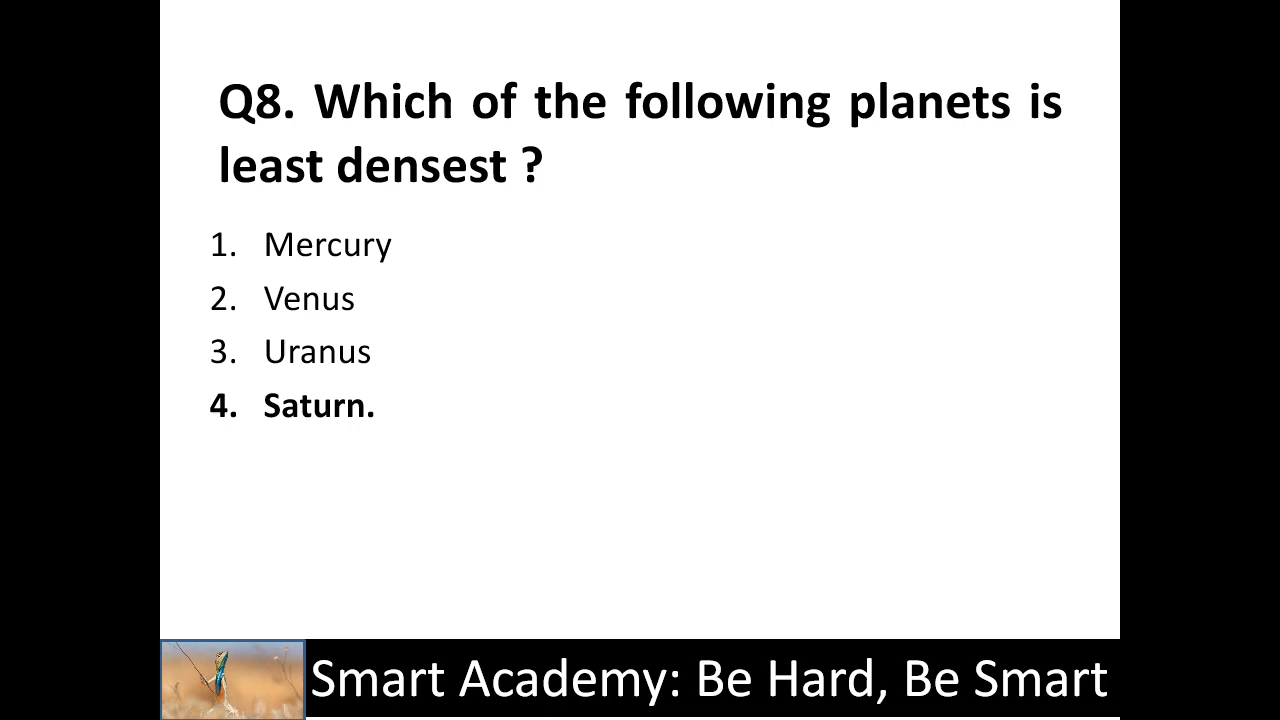 Q8. Which of the following planets is
least densest ?
1. Mercury
2. Venus
3. Uranus
4. Saturn.
Smart Academy: Be Hard, Be Smart